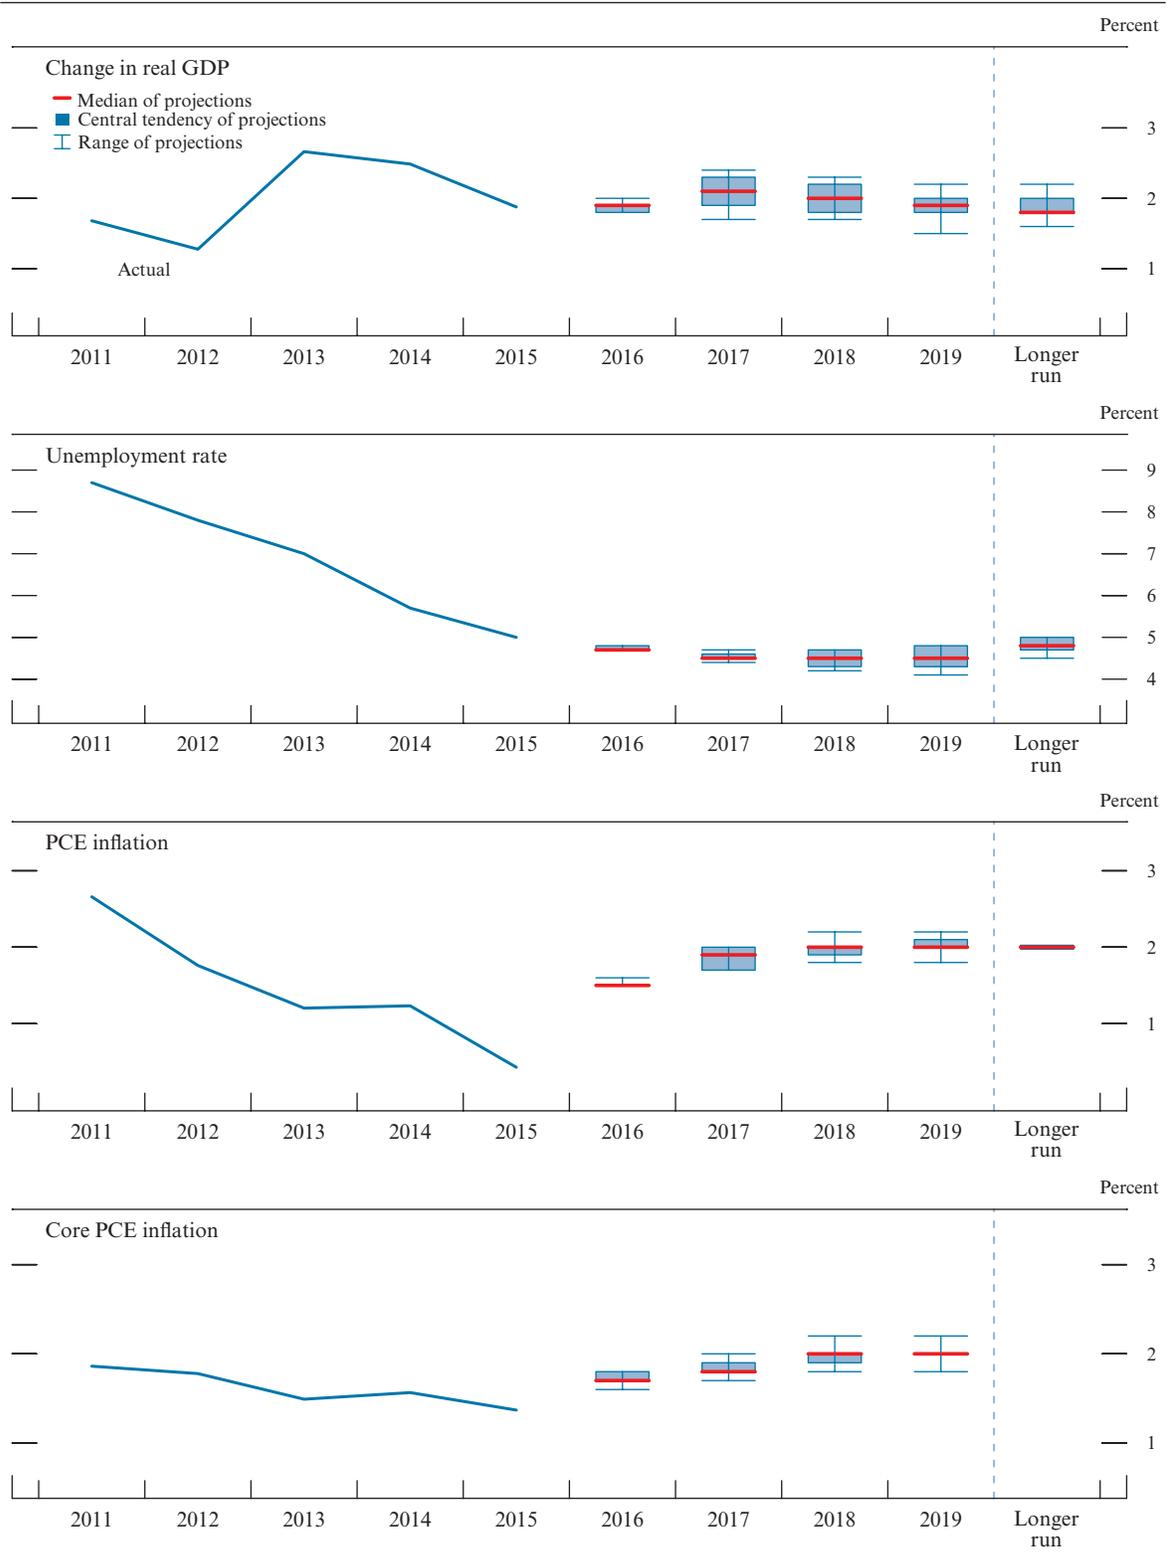 Percent
Change in real GDP
Median of projections
Central tendency of projections
Range of projections
3
2
1
Actual
2011 2012 2013 2014 2015 2016 2017 2018 2019 Longer
run
Percent
Unemployment rate
9
8
7
6
5
4
2011 2012 2013 2014 2015 2016 2017 2018 2019 Longer
run
Percent
PCE inflation
3
2
1
2011 2012 2013 2014 2015 2016 2017 2018 2019 Longer
run
Percent
Core PCE inflation
3
2
1
2011 2012 2013 2014 2015 2016 2017 2018 2019 Longer
run